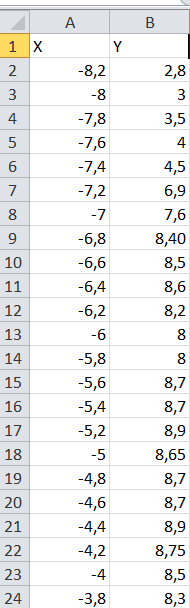 A B
1 X Y
2 -8,2 2,8
3 -8 3
4 -7,8 3,5
5 -7,6 4
6 -7,4 4,5
7 -7,2 6,9
8 -7 7,6
9 -6,8 8,40
10 -6,6 8,5
11 -6,4 8,6
12 -6,2 8,2
13 -6 8
14 -5,8 8
15 -5,6 8,7
16 -5,4 8,7
17 -5,2 8,9
18 -5 8,65
19 -4,8 8,7
20 -4,6 8,7
21 -4,4 8,9
22 -4,2 8,75
23 -4 8,5
24 -3,8 8,3